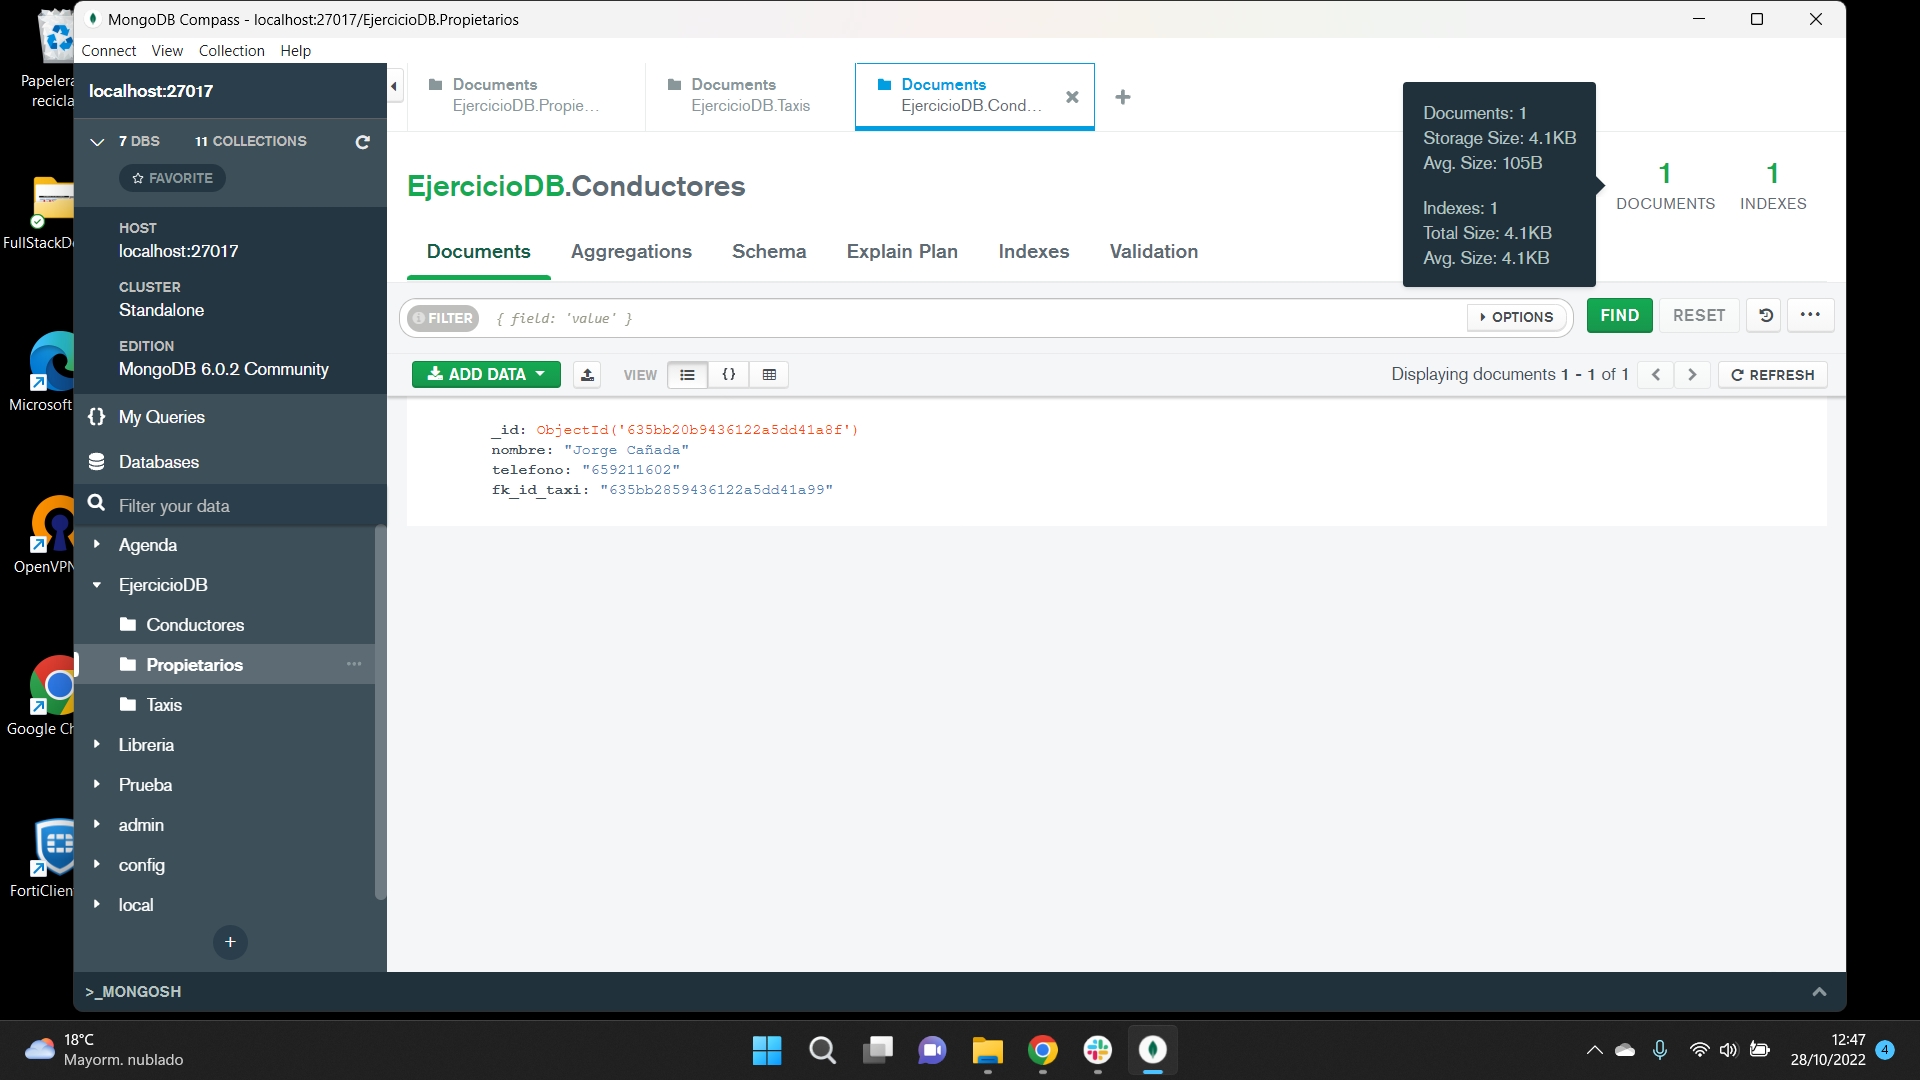 MongoDB Compass - localhost:27017/EjercicioDB.Propietarios
Connect View Collection Help
Papelera
recicla
FullStackDe
Microsoft
OpenVPN
Google Ch
FortiClien
localhost:27017
7 DBS 11 COLLECTIONS
FAVORITE
HOST
localhost:27017
CLUSTER
Standalone
EDITION
MongoDB 6.0.2 Community
{} My Queries
Databases
Filter your data
Agenda
EjercicioDB
Conductores
Propietarios ...
Taxis
Libreria
Prueba
admin
config
local
+
Documents
EjercicioDB.Propie...
Documents
EjercicioDB.Taxis
Documents
EjercicioDB.Cond...
EjercicioDB.Conductores
Documents: 1
Storage Size: 4.1KB
Avg. Size: 105B
Indexes: 1
Total Size: 4.1KB
Avg. Size: 4.1KB
1
DOCUMENTS
1
INDEXES
Documents Aggregations Schema Explain Plan Indexes Validation
FILTER { field: 'value' } OPTIONS FIND RESET ...
ADD DATA VIEW {} Displaying documents 1 - 1 of 1 < > REFRESH
_id: ObjectId('635bb20b9436122a5dd41a8f')
nombre: "Jorge Cañada"
telefono: "659211602"
fk_id_taxi: "635bb2859436122a5dd41a99"
>_MONGOSH
18°C
Mayorm. nublado
12:47
28/10/2022
4